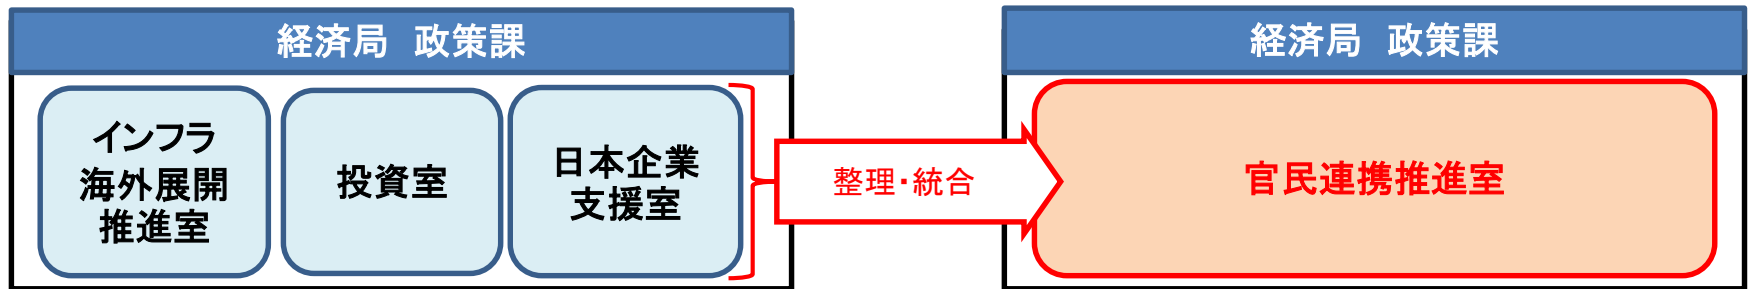 経済局　政策課
インフラ
海外展開
推進室
投資室
日本企業
支援室
整理・統合
経済局　政策課
官民連携推進室